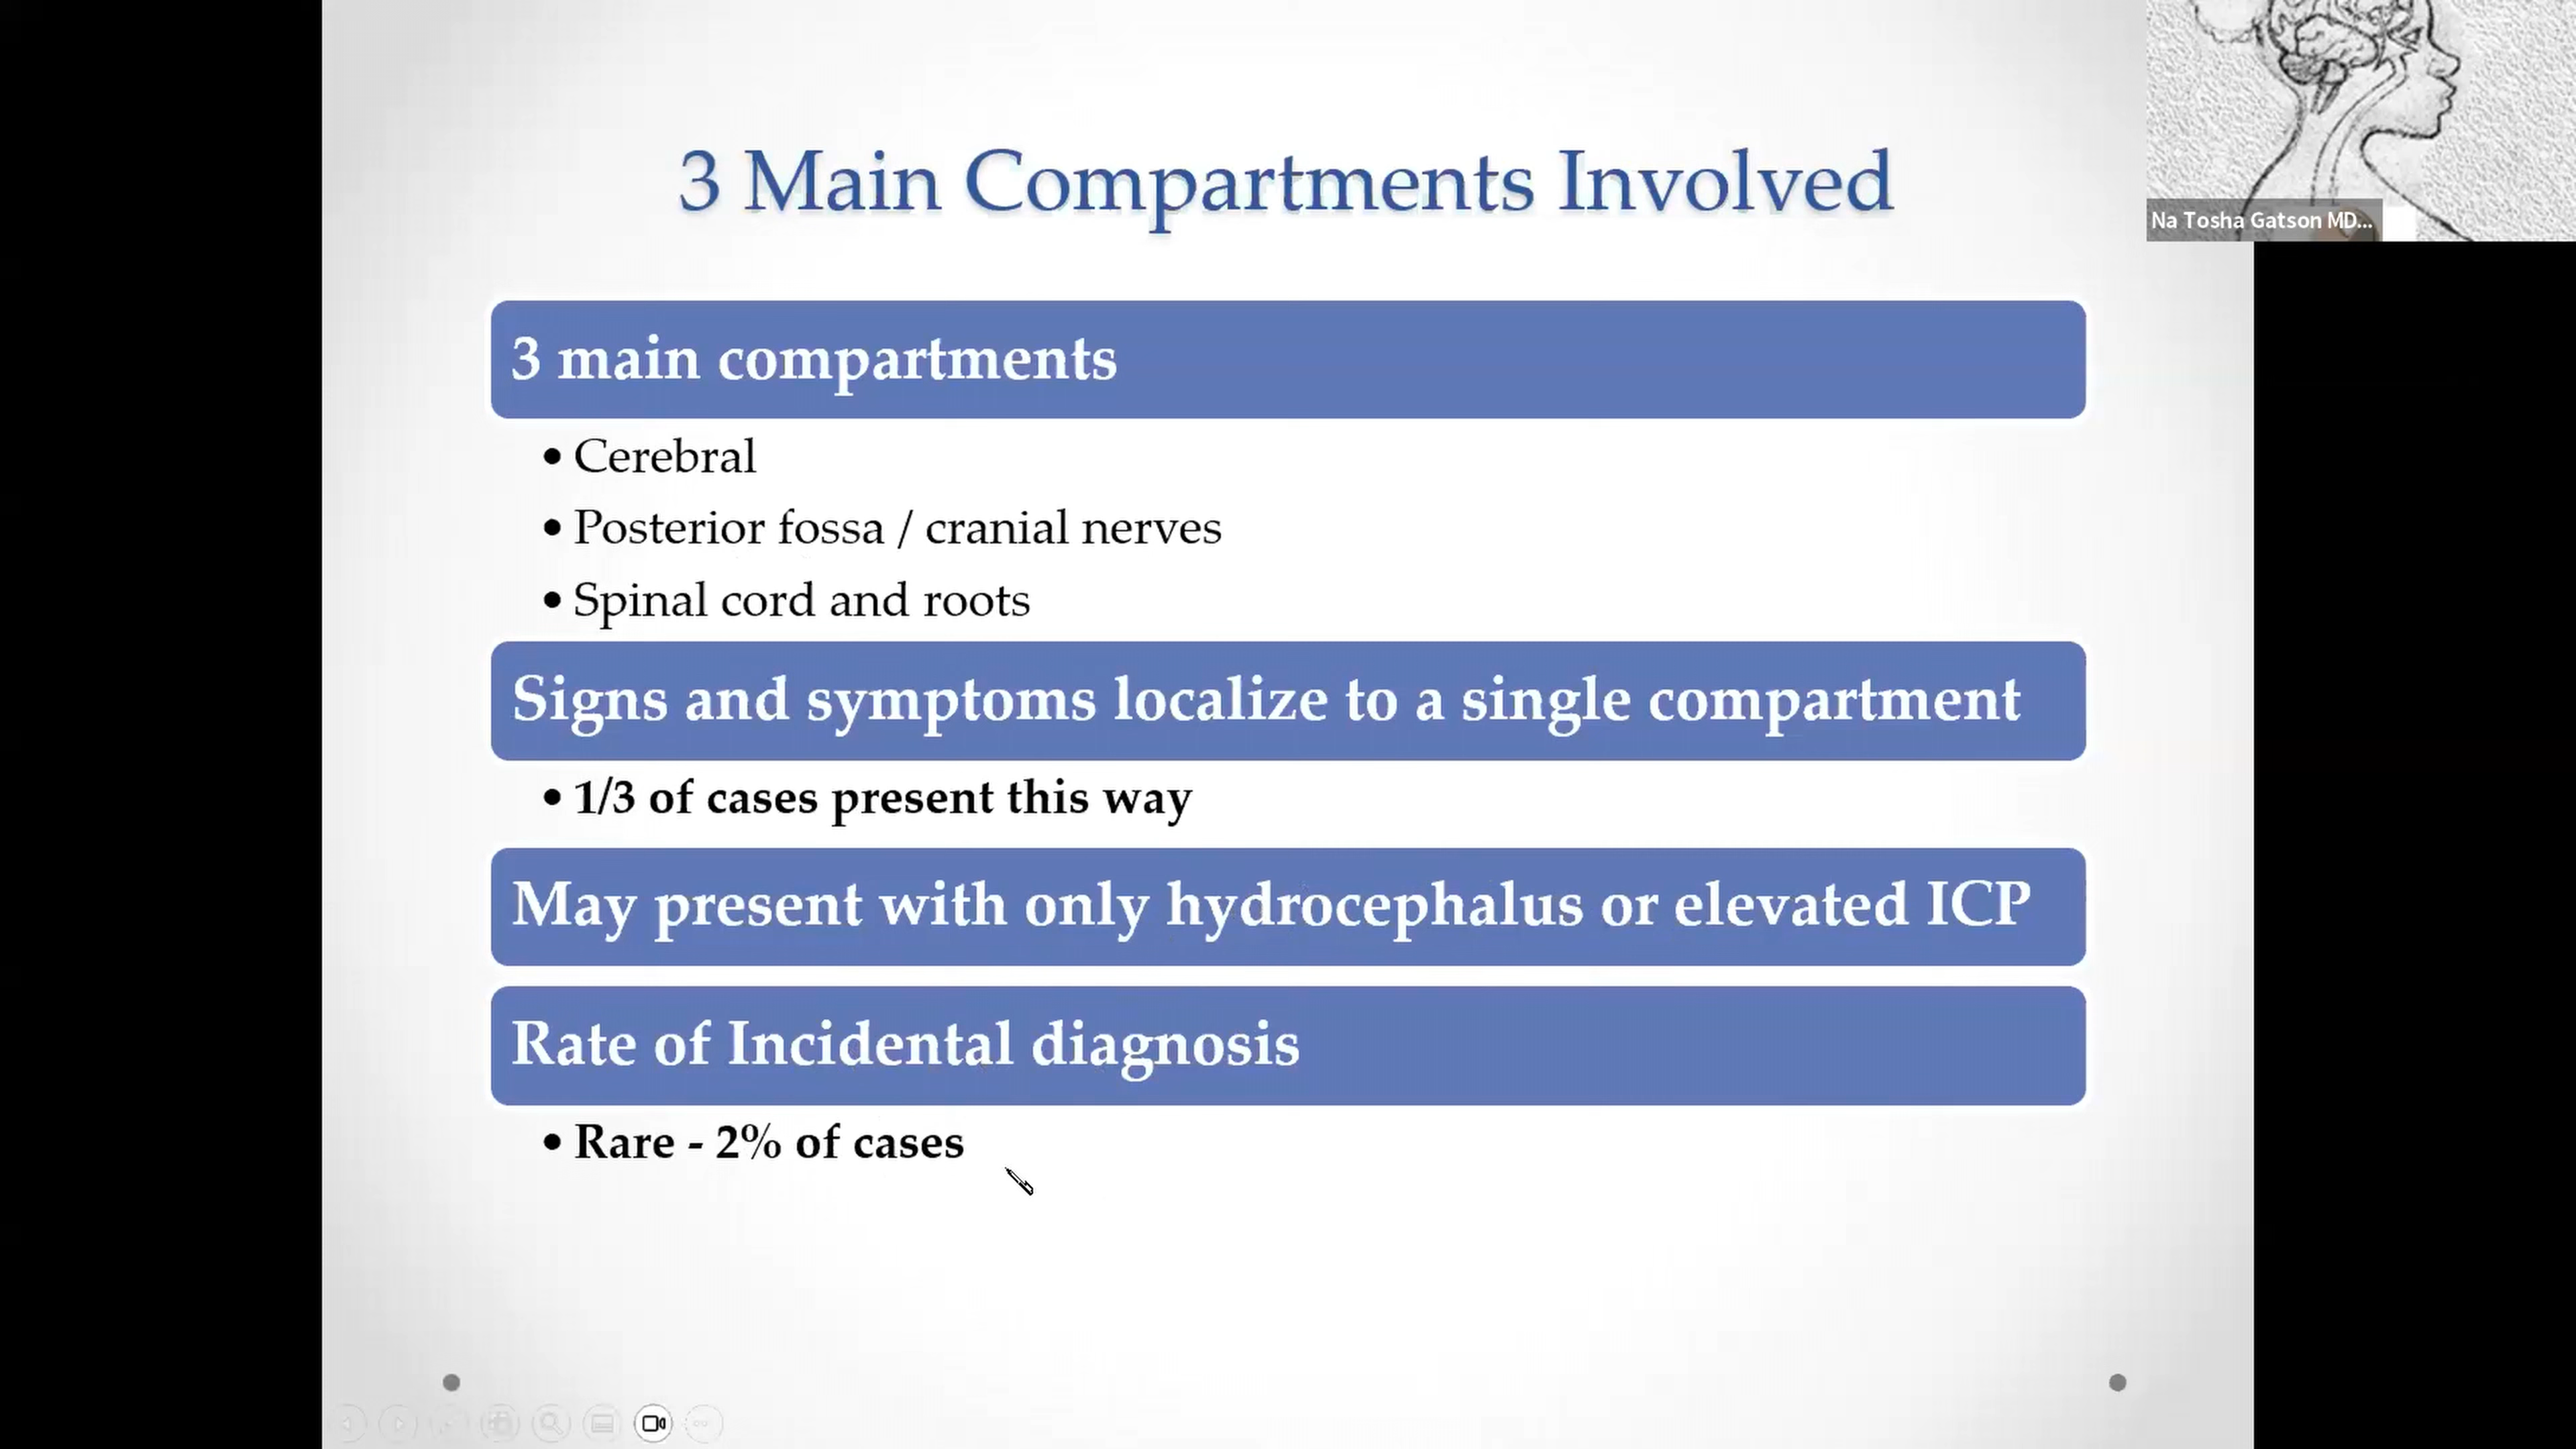 3 Main Compartments Involved
Na Tosha Gatson MD...
3 main compartments
• Cerebral
• Posterior fossa / cranial nerves
• Spinal cord and roots
Signs and symptoms localize to a single compartment
• 1/3 of cases present this way
May present with only hydrocephalus or elevated ICP
Rate of Incidental diagnosis
• Rare - 2% of cases